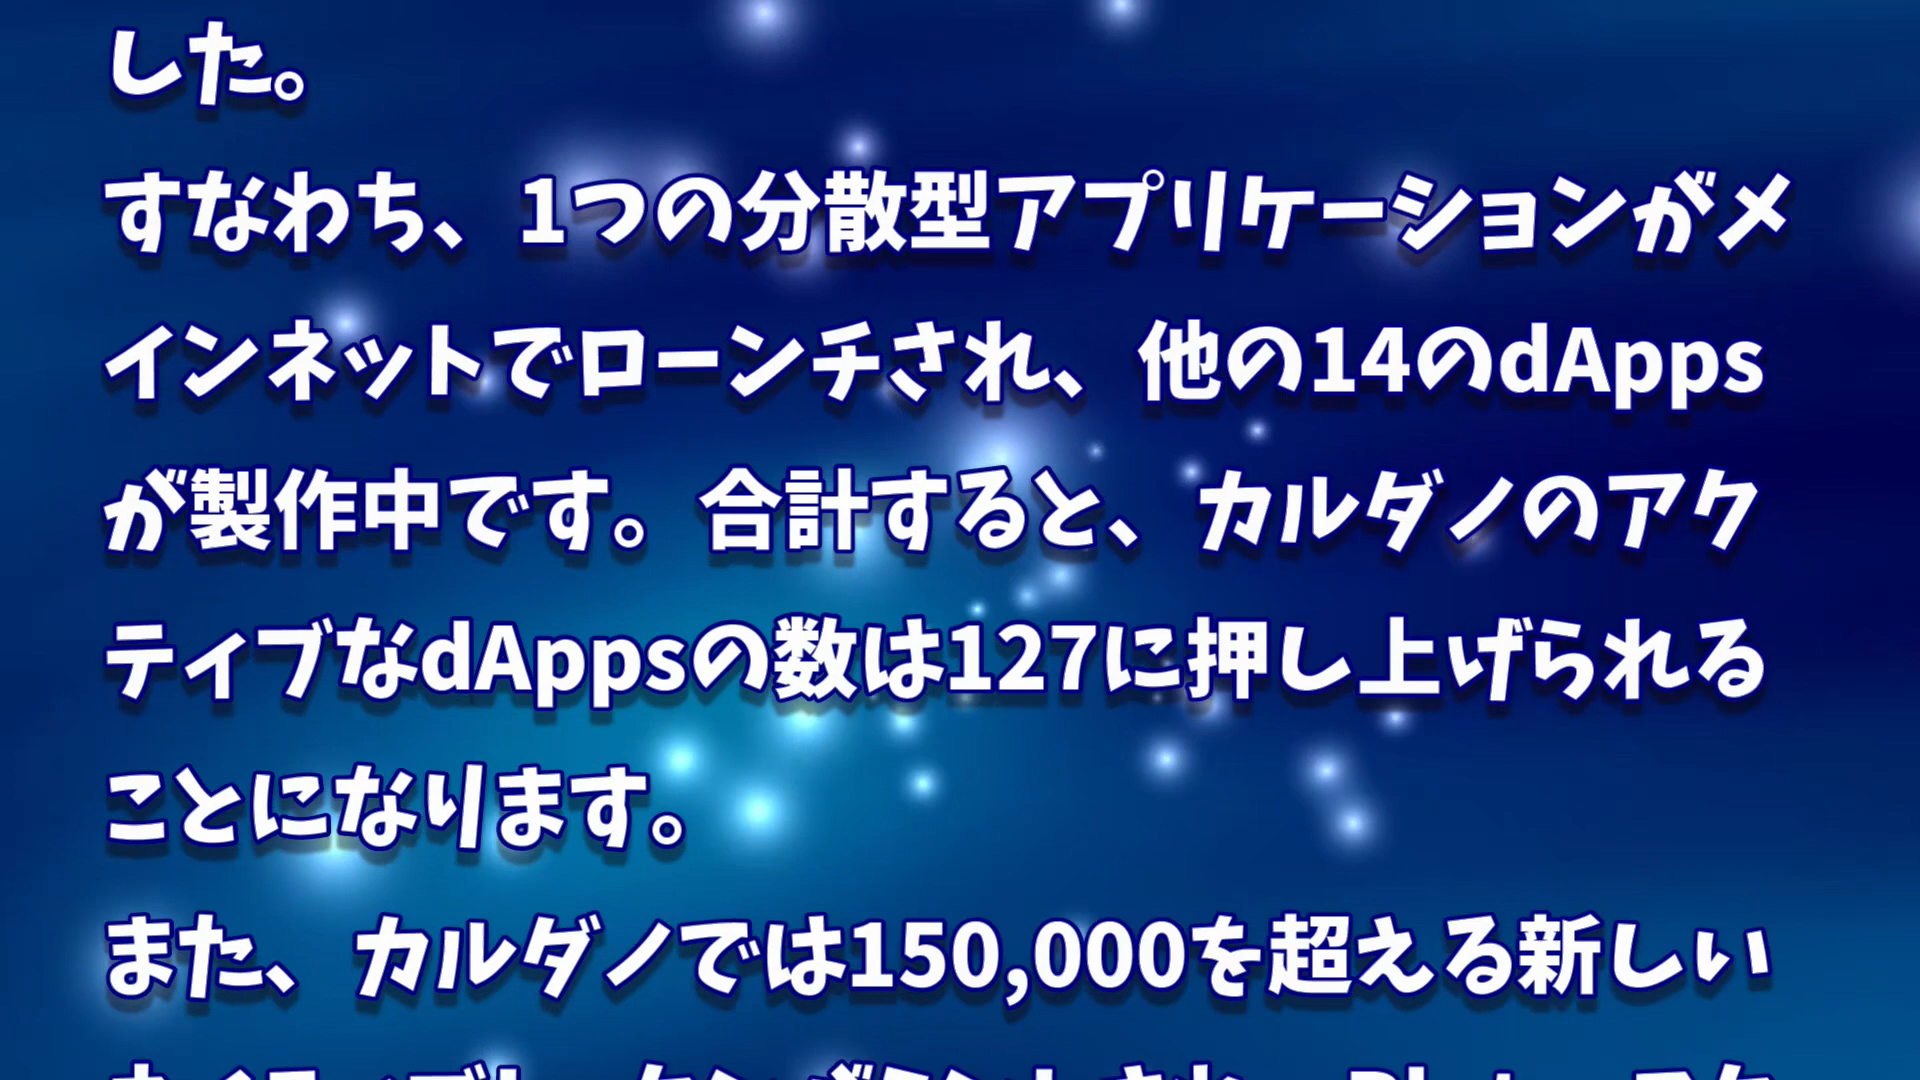 した。
すなわち、1つの分散型アプリケーションがメ
インネットでローンチされ、他の14のdApps
が製作中です。合計すると、カルダノのアク
ティブなdAppsの数は127に押し上げられる
ことになります。
また、カルダノでは150,000を超える新しい